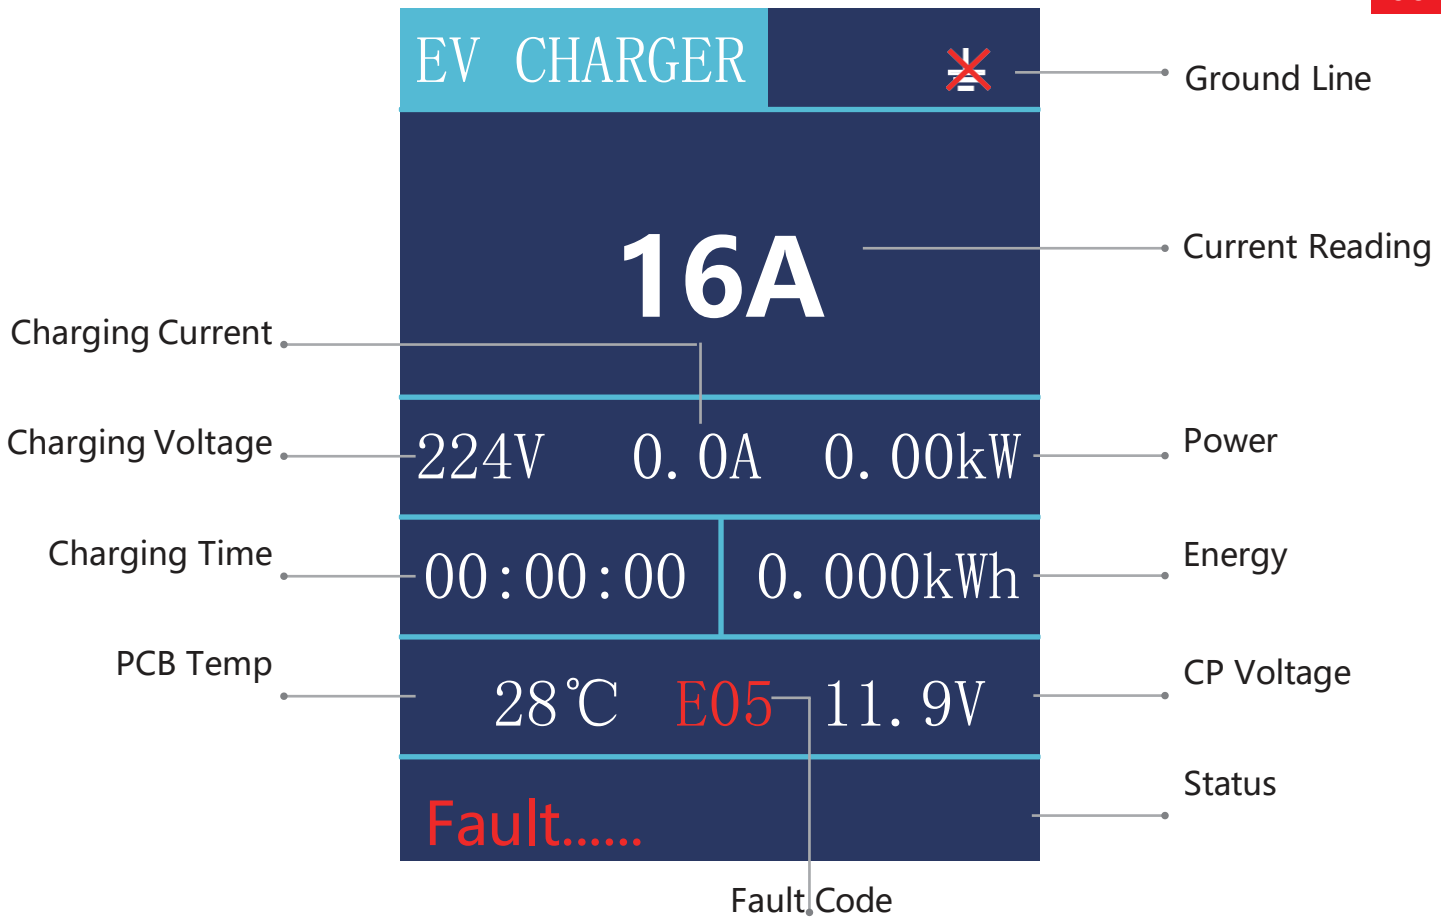 EV CHARGER
Ground Line
16A
Current Reading
Charging Current
Charging Voltage
224V 0.0A 0.00kW
Power
Charging Time
00:00:00 0.000kWh
Energy
PCB Temp
28℃ E05 11.9V
CP Voltage
Fault......
Status
Fault Code